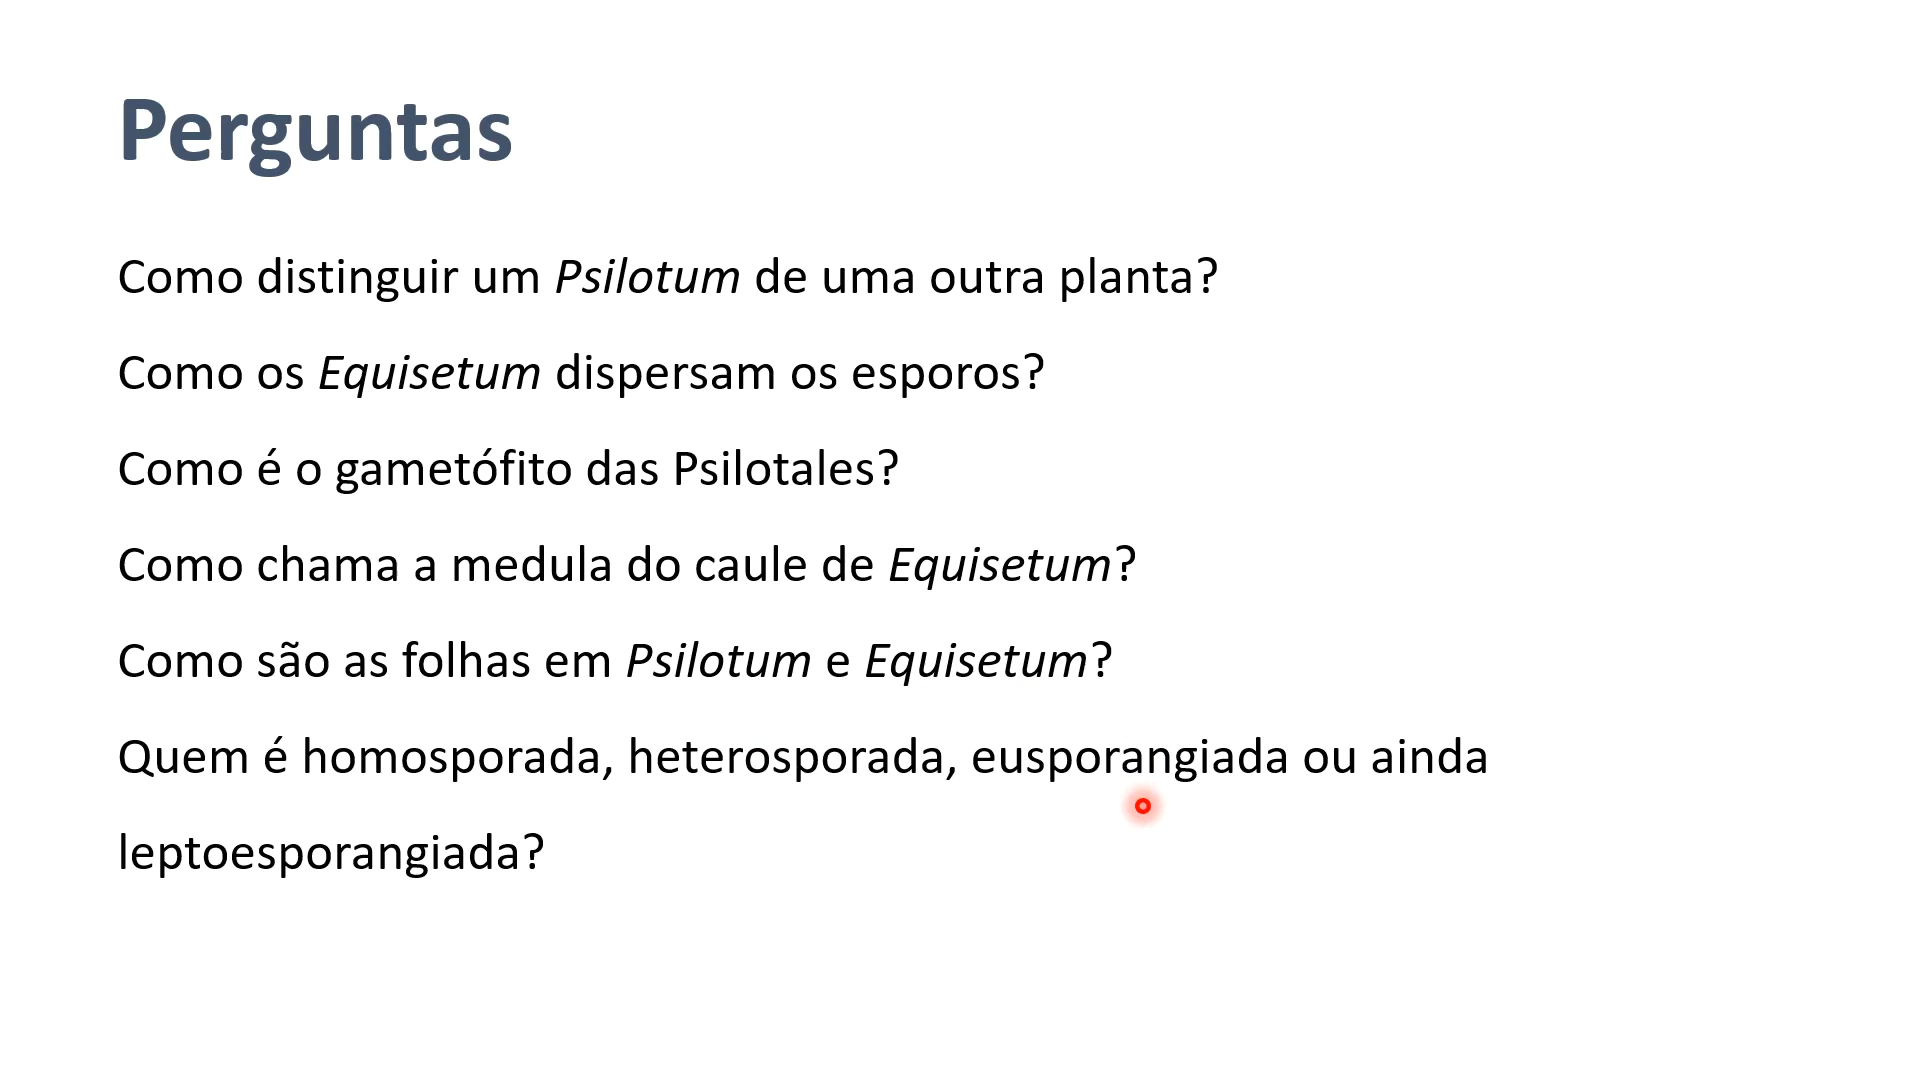 Perguntas
Como distinguir um Psilotum de uma outra planta?
Como os Equisetum dispersam os esporos?
Como é o gametófito das Psilotales?
Como chama a medula do caule de Equisetum?
Como são as folhas em Psilotum e Equisetum?
Quem é homosporada, heterosporada, eusporangiada ou ainda
leptoesporangiada?